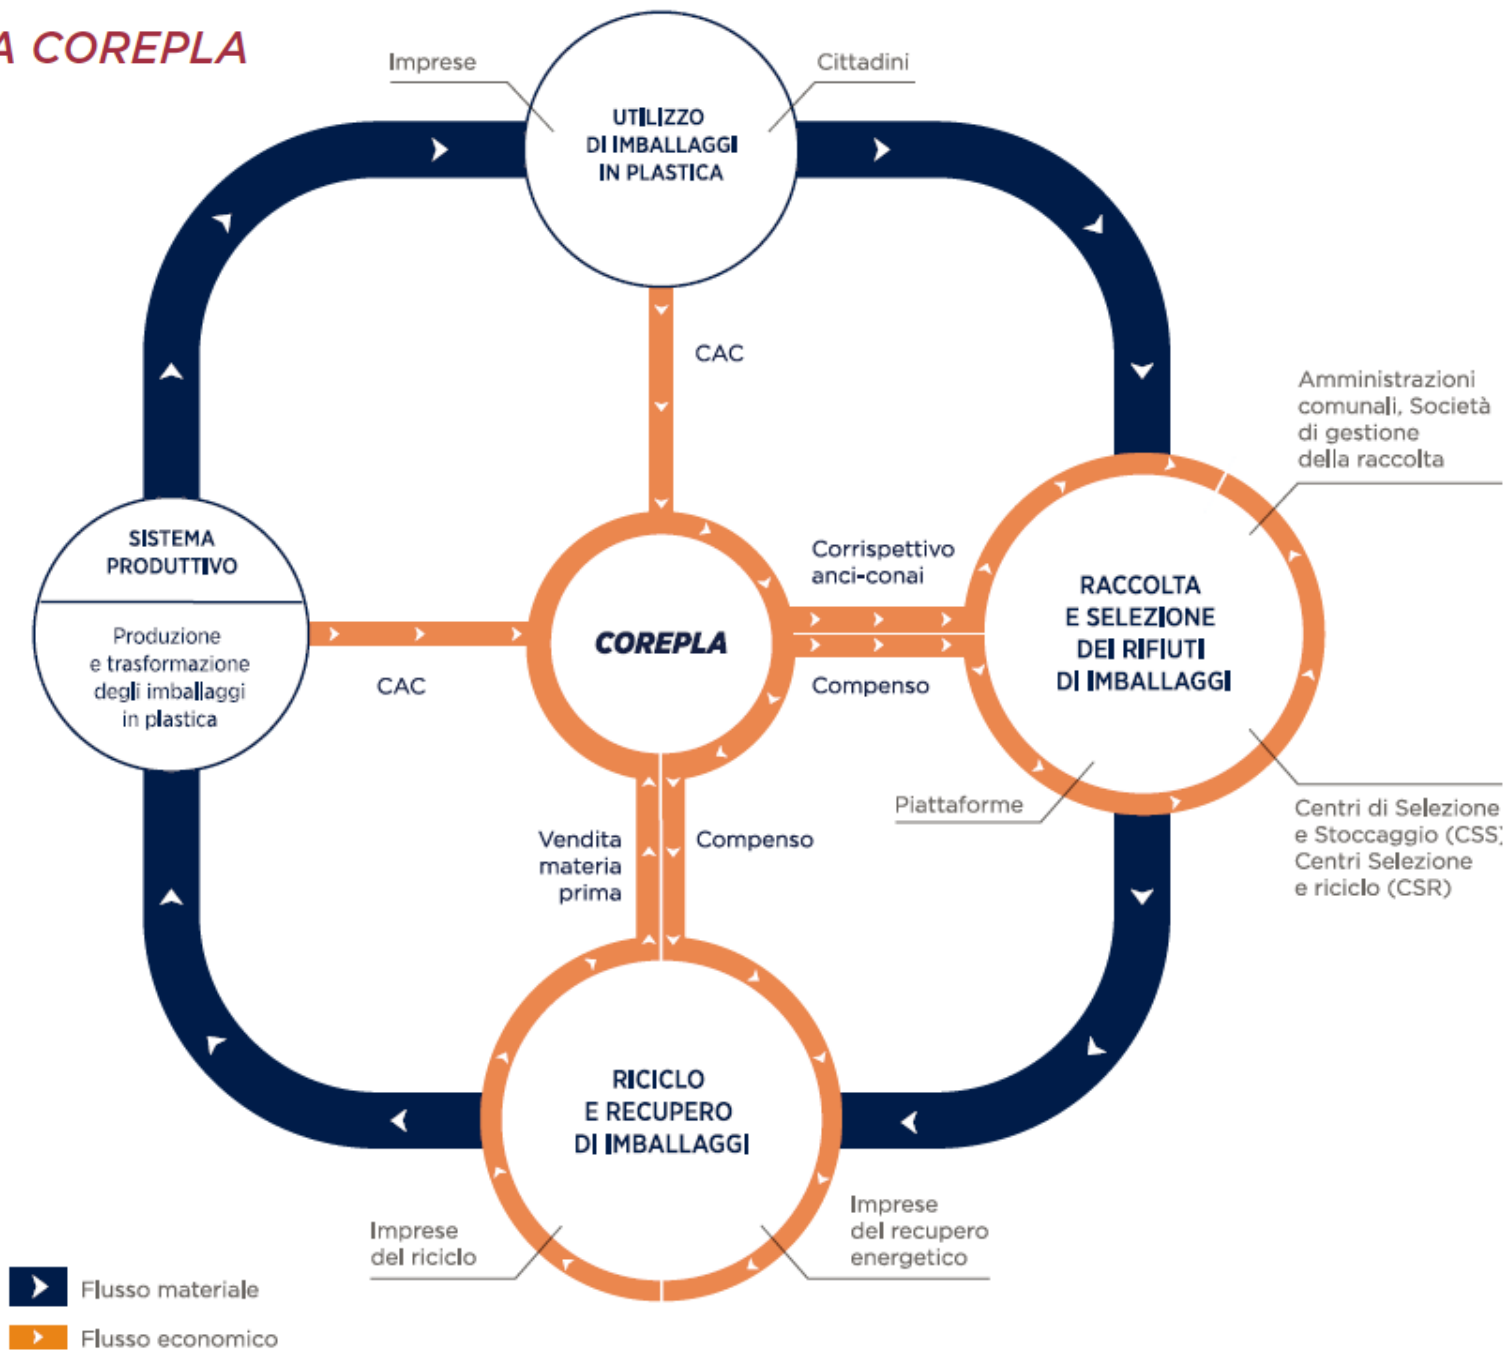 A COREPLA
Imprese
Cittadini
UTILIZZO
DI IMBALLAGGI
IN PLASTICA
CAC
Amministrazioni
comunali, Società
di gestione
della raccolta
SISTEMA
PRODUTTIVO
Produzione
e trasformazione
degli imballaggi
in plastica
CAC
COREPLA
Corrispettivo
anci-conai
Compenso
RACCOLTA
E SELEZIONE
DEI RIFIUTI
DI IMBALLAGGI
Piattaforme
Centri di Selezione
e Stoccaggio (CSS)
Centri Selezione
e riciclo (CSR)
Vendita
materia
prima
Compenso
RICICLO
E RECUPERO
DI IMBALLAGGI
Imprese
del riciclo
Imprese
del recupero
energetico
Flusso materiale
Flusso economico